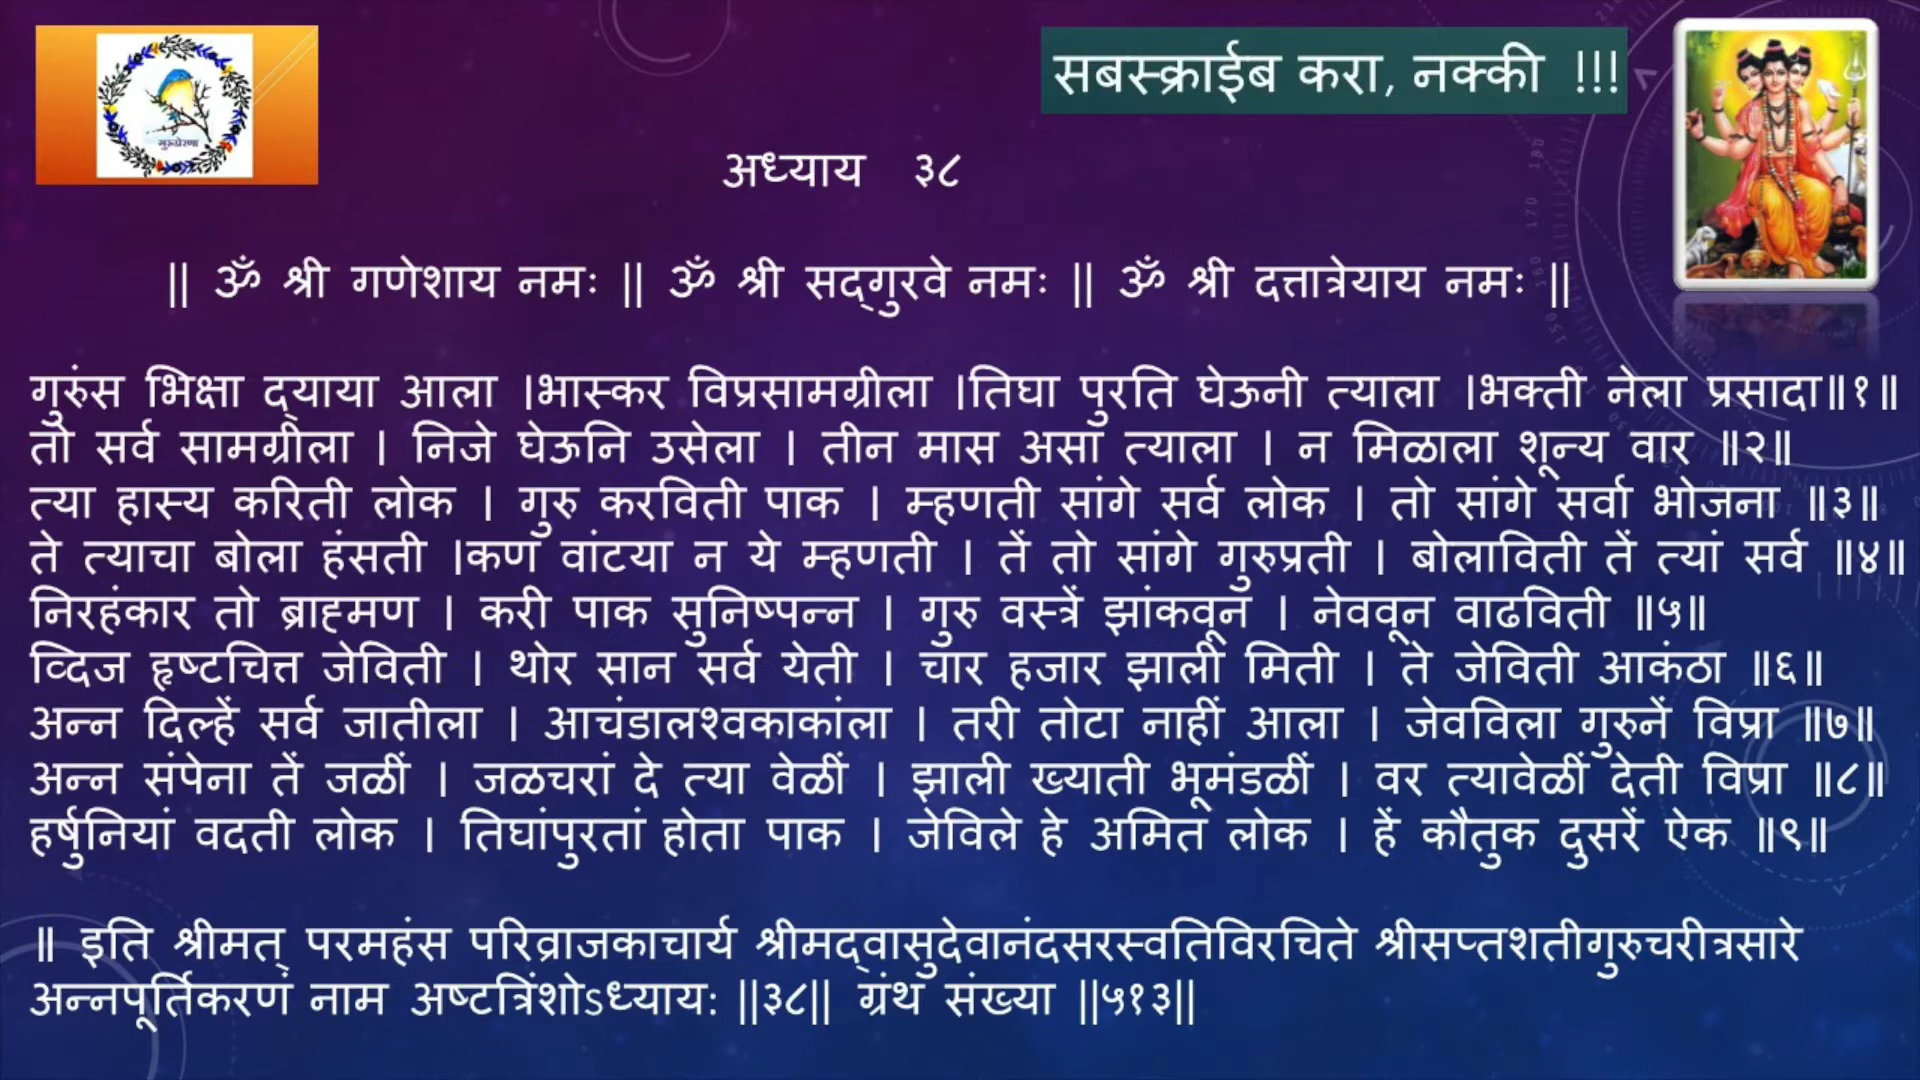 सबस्क्राईब करा, नक्की !!!
गुरुप्रेरणा
अध्याय ३८
|| ॐ श्री गणेशाय नमः || ॐ श्री सद्‌गुरवे नमः || ॐ श्री दत्तात्रेयाय नमः ||
गुरुंस भिक्षा द्‌याया आला ।भास्कर विप्रसामग्रीला ।तिघा पुरति घेऊनी त्याला ।भक्ती नेला प्रसादा॥१॥
तो सर्व सामग्रीला । निजे घेऊनि उसेला । तीन मास असा त्याला । न मिळाला शून्य वार ॥२॥
त्या हास्य करिती लोक । गुरु करविती पाक । म्हणती सांगे सर्व लोक । तो सांगे सर्वा भोजना ॥३॥
ते त्याचा बोला हंसती ।कण वांटया न ये म्हणती । तें तो सांगे गुरुप्रती । बोलाविती तें त्यां सर्व ॥४॥
निरहंकार तो ब्राह्मण । करी पाक सुनिष्पन्न । गुरु वस्त्रें झांकवून । नेववून वाढविती ॥५॥
व्दिज हृष्टचित्त जेविती । थोर सान सर्व येती । चार हजार झाली मिती । ते जेविती आकंठा ॥६॥
अन्न दिल्हें सर्व जातीला । आचंडालश्वकाकांला । तरी तोटा नाहीं आला । जेवविला गुरुनें विप्रा ॥७॥
अन्न संपेना तें जळीं । जळचरां दे त्या वेळीं । झाली ख्याती भूमंडळीं । वर त्यावेळीं देती विप्रा ॥८॥
हर्षुनियां वदती लोक । तिघांपुरतां होता पाक । जेविले हे अमित लोक । हें कौतुक दुसरें ऐक ॥९॥
॥ इति श्रीमत् परमहंस परिव्राजकाचार्य श्रीमद्‌वासुदेवानंदसरस्वतिविरचिते श्रीसप्तशतीगुरुचरीत्रसारे
अन्नपूर्तिकरणं नाम अष्टत्रिंशोऽध्यायः ||३८|| ग्रंथ संख्या ||५१३||